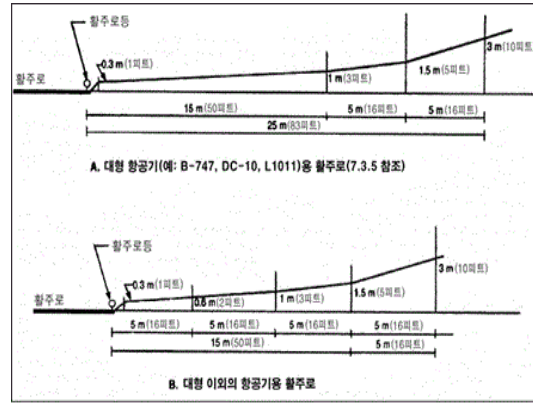 활주로등
활주로
0.3 m(1피트)
1 m(3피트)
1.5 m(5피트)
3 m(10피트)
15 m(50피트) 5 m(16피트) 5 m(16피트)
25 m(83피트)
A. 대형 항공기(예: B-747, DC-10, L1011)용 활주로(7.3.5 참조)
활주로등
활주로
0.3 m(1피트)
0.6 m(2피트)
1 m(3피트)
1.5 m(5피트)
3 m(10피트)
5 m(16피트) 5 m(16피트) 5 m(16피트) 5 m(16피트)
15 m(50피트) 5 m(16피트)
B. 대형 이외의 항공기용 활주로